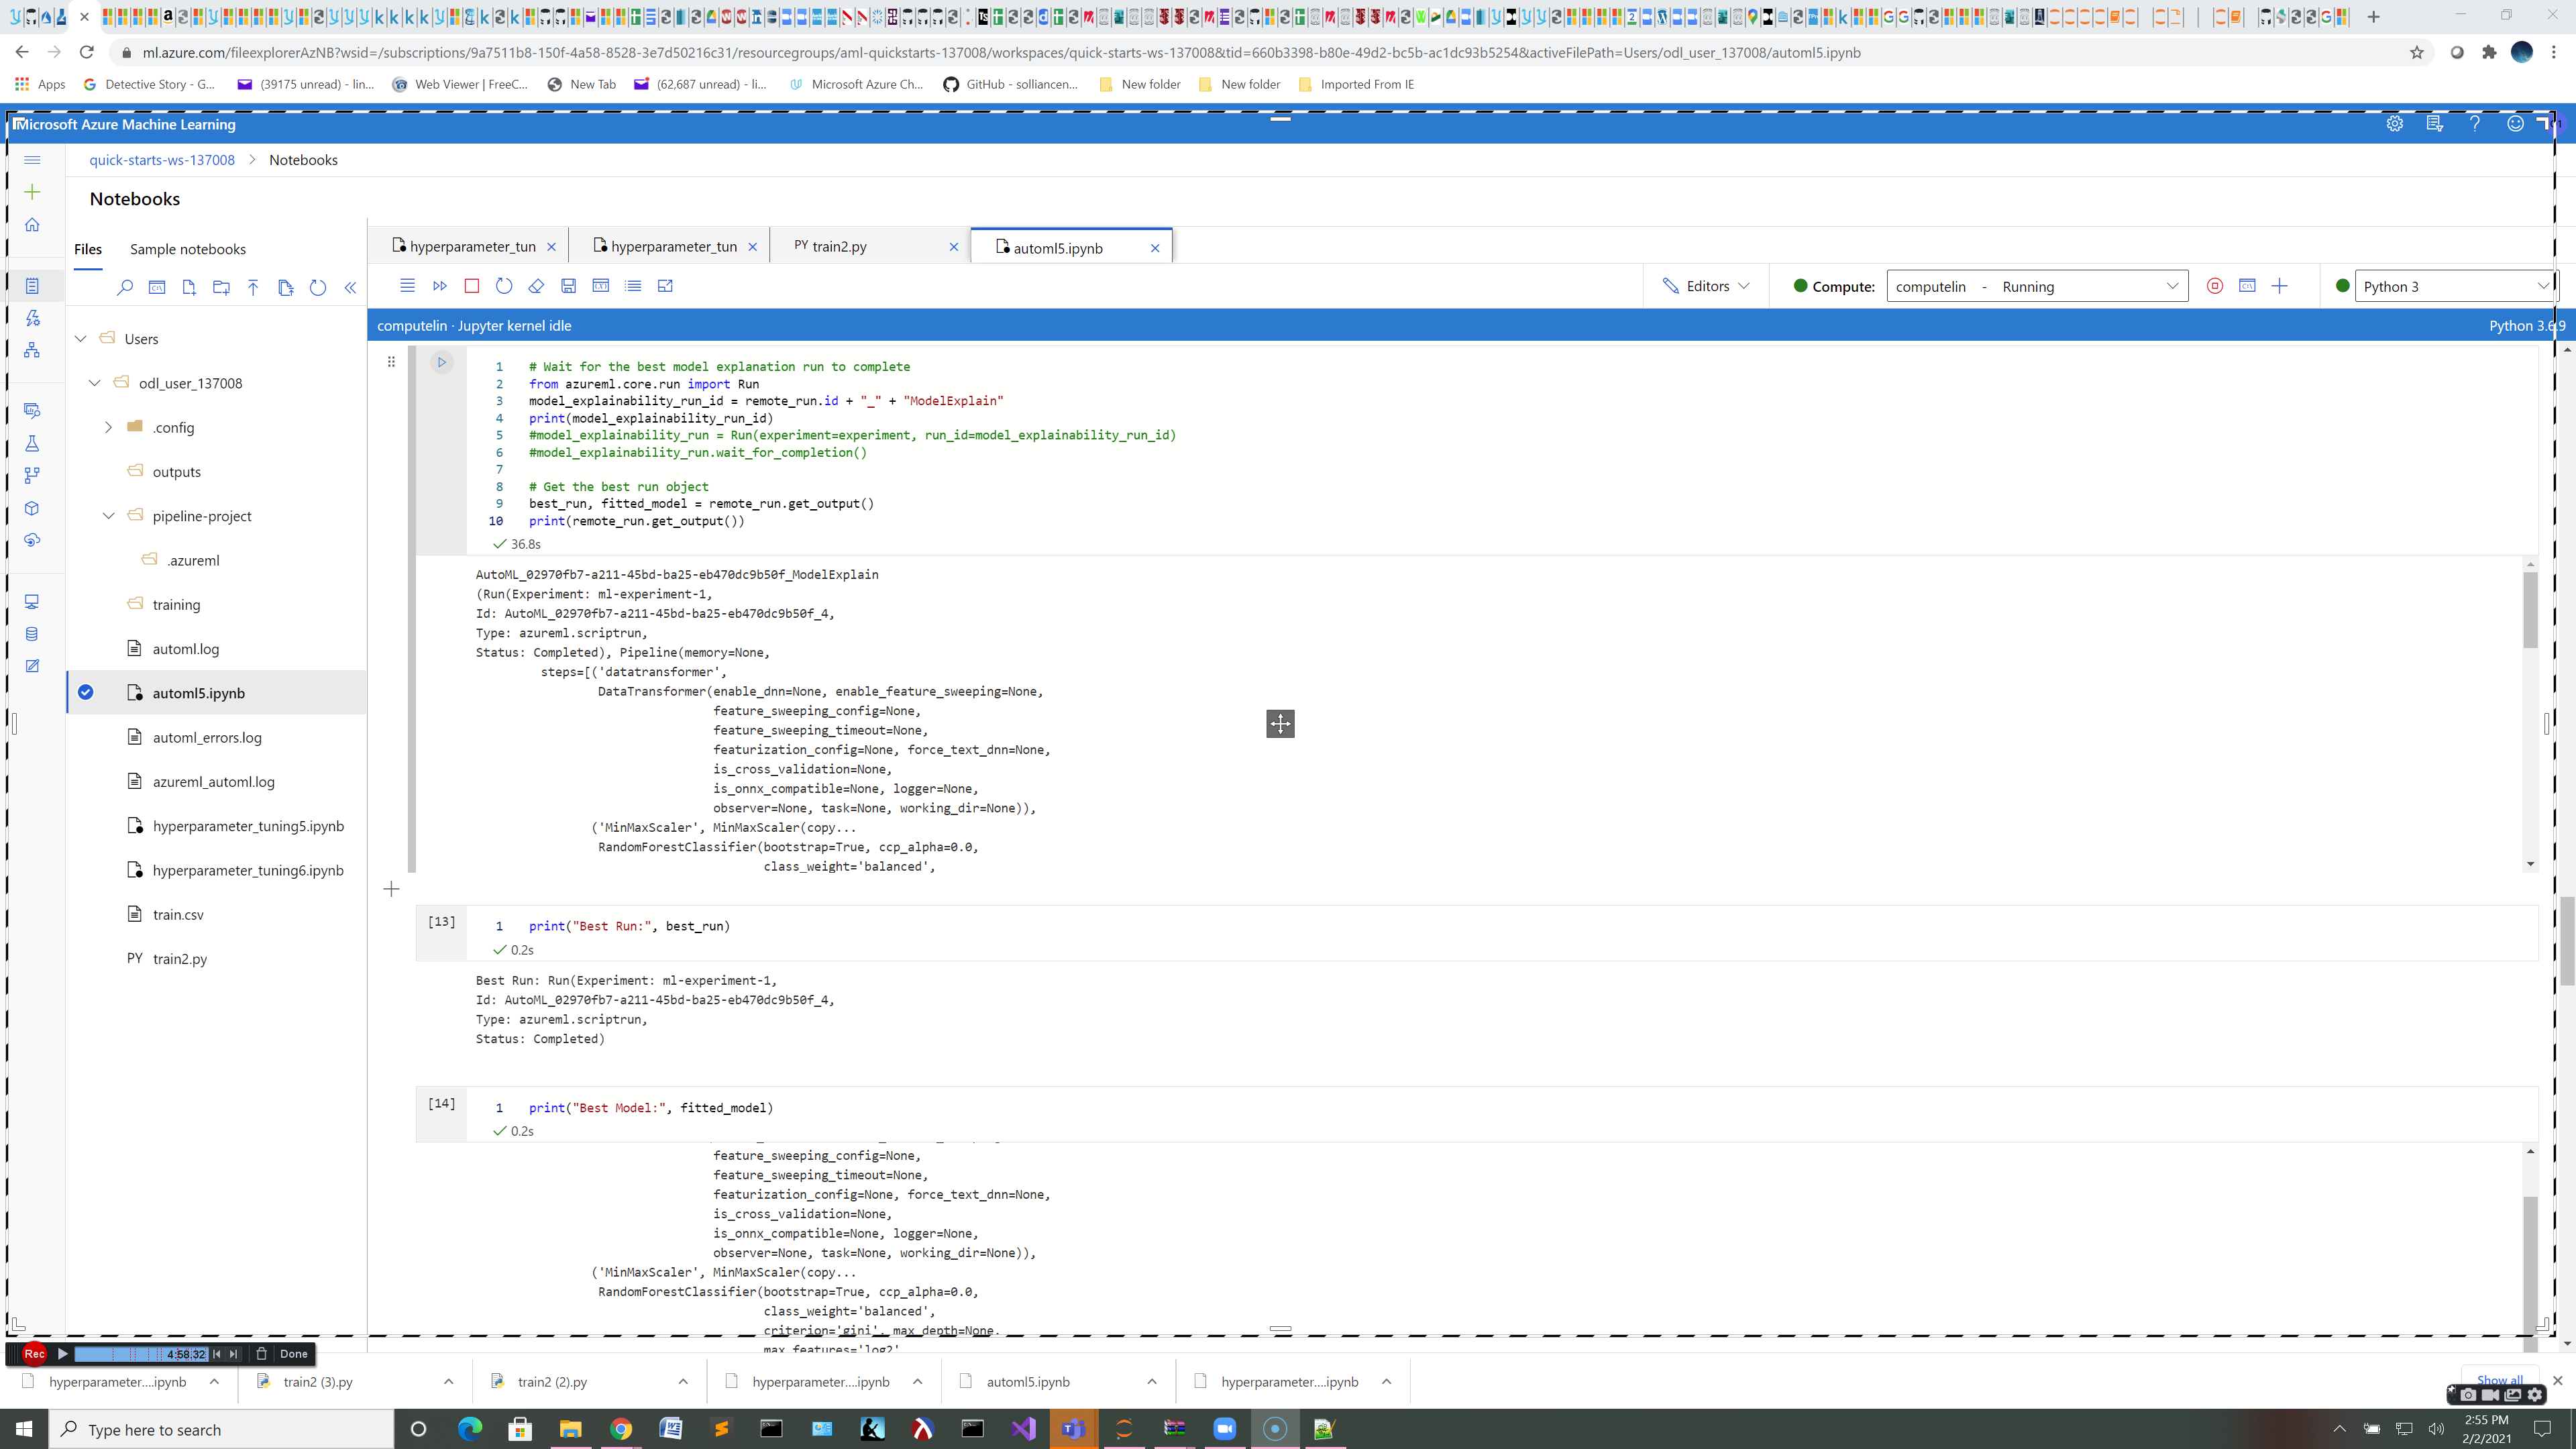 ml.azure.com/fileexplorerAzNB?wsid=/subscriptions/9a7511b8-150f-4a58-8528-3e7d50216c31/resourcegroups/aml-quickstarts-137008/workspaces/quick-starts-ws-137008&tid=660b3398-b80e-49d2-bc5b-ac1dc93b5254&activeFilePath=Users/odl_user_137008/automl5.ipynb
Apps
Detective Story - G...
(39175 unread) - lin...
Web Viewer | FreeC...
New Tab
(62,687 unread) - li...
Microsoft Azure Ch...
GitHub - solliancen...
New folder
New folder
Imported From IE
Microsoft Azure Machine Learning
quick-starts-ws-137008 > Notebooks
Notebooks
Files
Sample notebooks
hyperparameter_tun
hyperparameter_tun
PY train2.py
automl5.ipynb
Editors
Compute:
computelin - Running
Python 3
computelin · Jupyter kernel idle
Python 3.6.9
Users
odl_user_137008
.config
outputs
pipeline-project
.azureml
training
automl.log
automl5.ipynb
automl_errors.log
azureml_automl.log
hyperparameter_tuning5.ipynb
hyperparameter_tuning6.ipynb
train.csv
PY train2.py
1 # Wait for the best model explanation run to complete
2 from azureml.core.run import Run
3 model_explainability_run_id = remote_run.id + "_" + "ModelExplain"
4 print(model_explainability_run_id)
5 #model_explainability_run = Run(experiment=experiment, run_id=model_explainability_run_id)
6 #model_explainability_run.wait_for_completion()
7
8 # Get the best run object
9 best_run, fitted_model = remote_run.get_output()
10 print(remote_run.get_output())
36.8s
AutoML_02970fb7-a211-45bd-ba25-eb470dc9b50f_ModelExplain
(Run(Experiment: ml-experiment-1,
Id: AutoML_02970fb7-a211-45bd-ba25-eb470dc9b50f_4,
Type: azureml.scriptrun,
Status: Completed), Pipeline(memory=None,
steps=[('datatransformer',
DataTransformer(enable_dnn=None, enable_feature_sweeping=None,
feature_sweeping_config=None,
feature_sweeping_timeout=None,
featurization_config=None, force_text_dnn=None,
is_cross_validation=None,
is_onnx_compatible=None, logger=None,
observer=None, task=None, working_dir=None)),
('MinMaxScaler', MinMaxScaler(copy...
RandomForestClassifier(bootstrap=True, ccp_alpha=0.0,
class_weight='balanced',
[13]
1 print("Best Run:", best_run)
0.2s
Best Run: Run(Experiment: ml-experiment-1,
Id: AutoML_02970fb7-a211-45bd-ba25-eb470dc9b50f_4,
Type: azureml.scriptrun,
Status: Completed)
[14]
1 print("Best Model:", fitted_model)
0.2s
feature_sweeping_config=None,
feature_sweeping_timeout=None,
featurization_config=None, force_text_dnn=None,
is_cross_validation=None,
is_onnx_compatible=None, logger=None,
observer=None, task=None, working_dir=None)),
('MinMaxScaler', MinMaxScaler(copy...
RandomForestClassifier(bootstrap=True, ccp_alpha=0.0,
class_weight='balanced',
criterion='gini', max_depth=None,
max_features='log2'
Rec
4:58.32
Done
hyperparameter....ipynb
train2 (3).py
train2 (2).py
hyperparameter....ipynb
automl5.ipynb
hyperparameter....ipynb
Show all
Type here to search
2:55 PM
2/2/2021